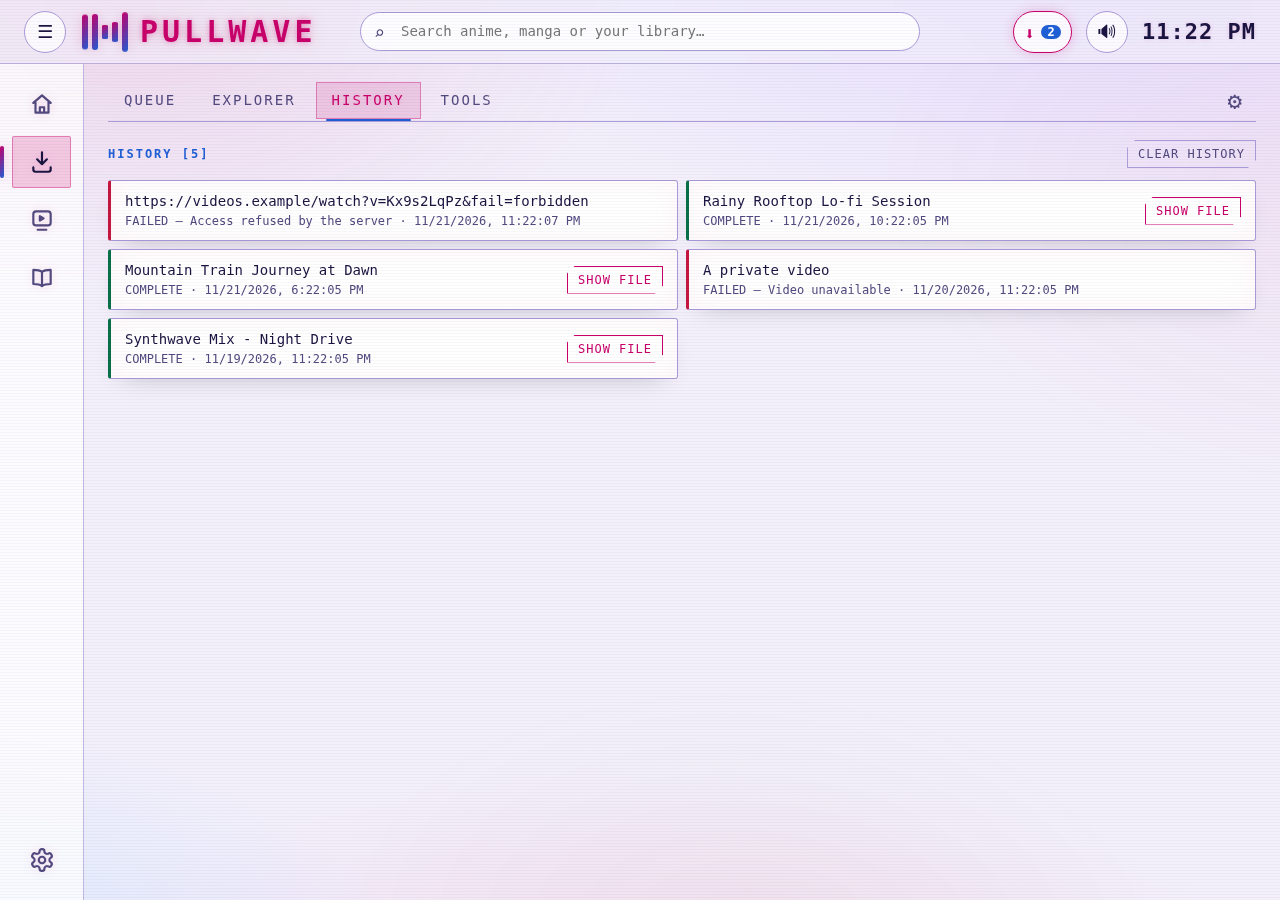 PULLWAVE
Search anime, manga or your library…
2
11:22 PM
QUEUE
EXPLORER
HISTORY
TOOLS
HISTORY [5]
CLEAR HISTORY
https://videos.example/watch?v=Kx9s2LqPz&fail=forbidden
FAILED — Access refused by the server · 11/21/2026, 11:22:07 PM
Rainy Rooftop Lo-fi Session
COMPLETE · 11/21/2026, 10:22:05 PM
SHOW FILE
Mountain Train Journey at Dawn
COMPLETE · 11/21/2026, 6:22:05 PM
SHOW FILE
A private video
FAILED — Video unavailable · 11/20/2026, 11:22:05 PM
Synthwave Mix - Night Drive
COMPLETE · 11/19/2026, 11:22:05 PM
SHOW FILE